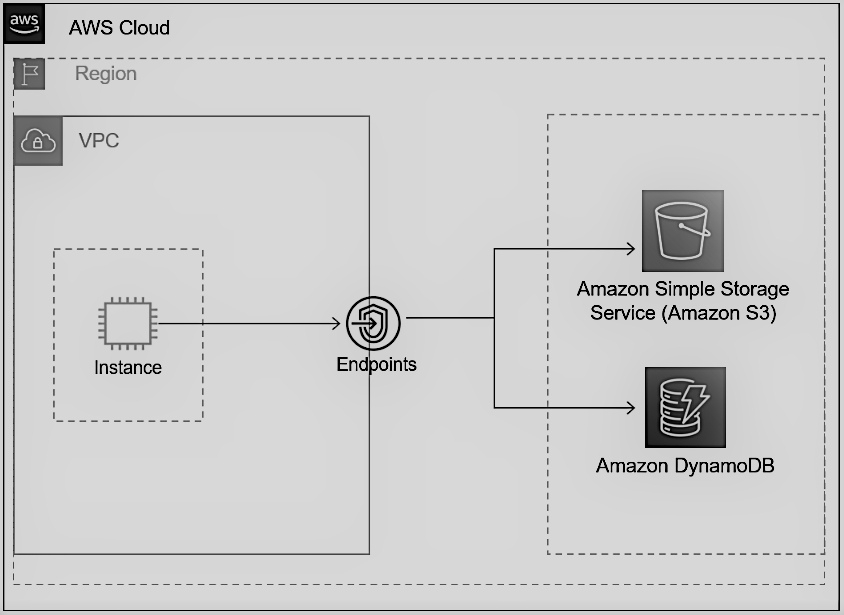 aws
AWS Cloud
Region
VPC
Instance
Endpoints
Amazon Simple Storage
Service (Amazon S3)
Amazon DynamoDB